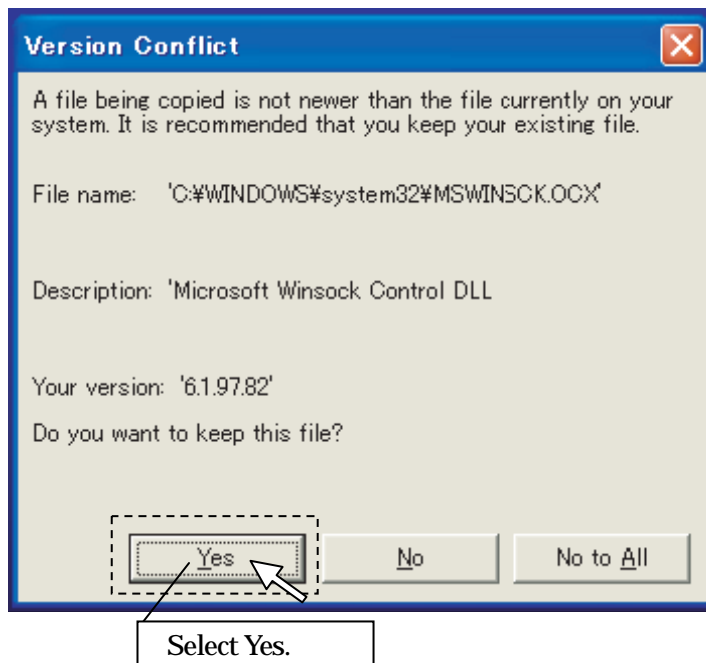 Version Conflict
A file being copied is not newer than the file currently on your
system. It is recommended that you keep your existing file.
File name: 'C:¥WINDOWS¥system32¥MSWINSCK.OCX'
Description: 'Microsoft Winsock Control DLL
Your version: '6.1.97.82'
Do you want to keep this file?
Yes No No to All
Select Yes.